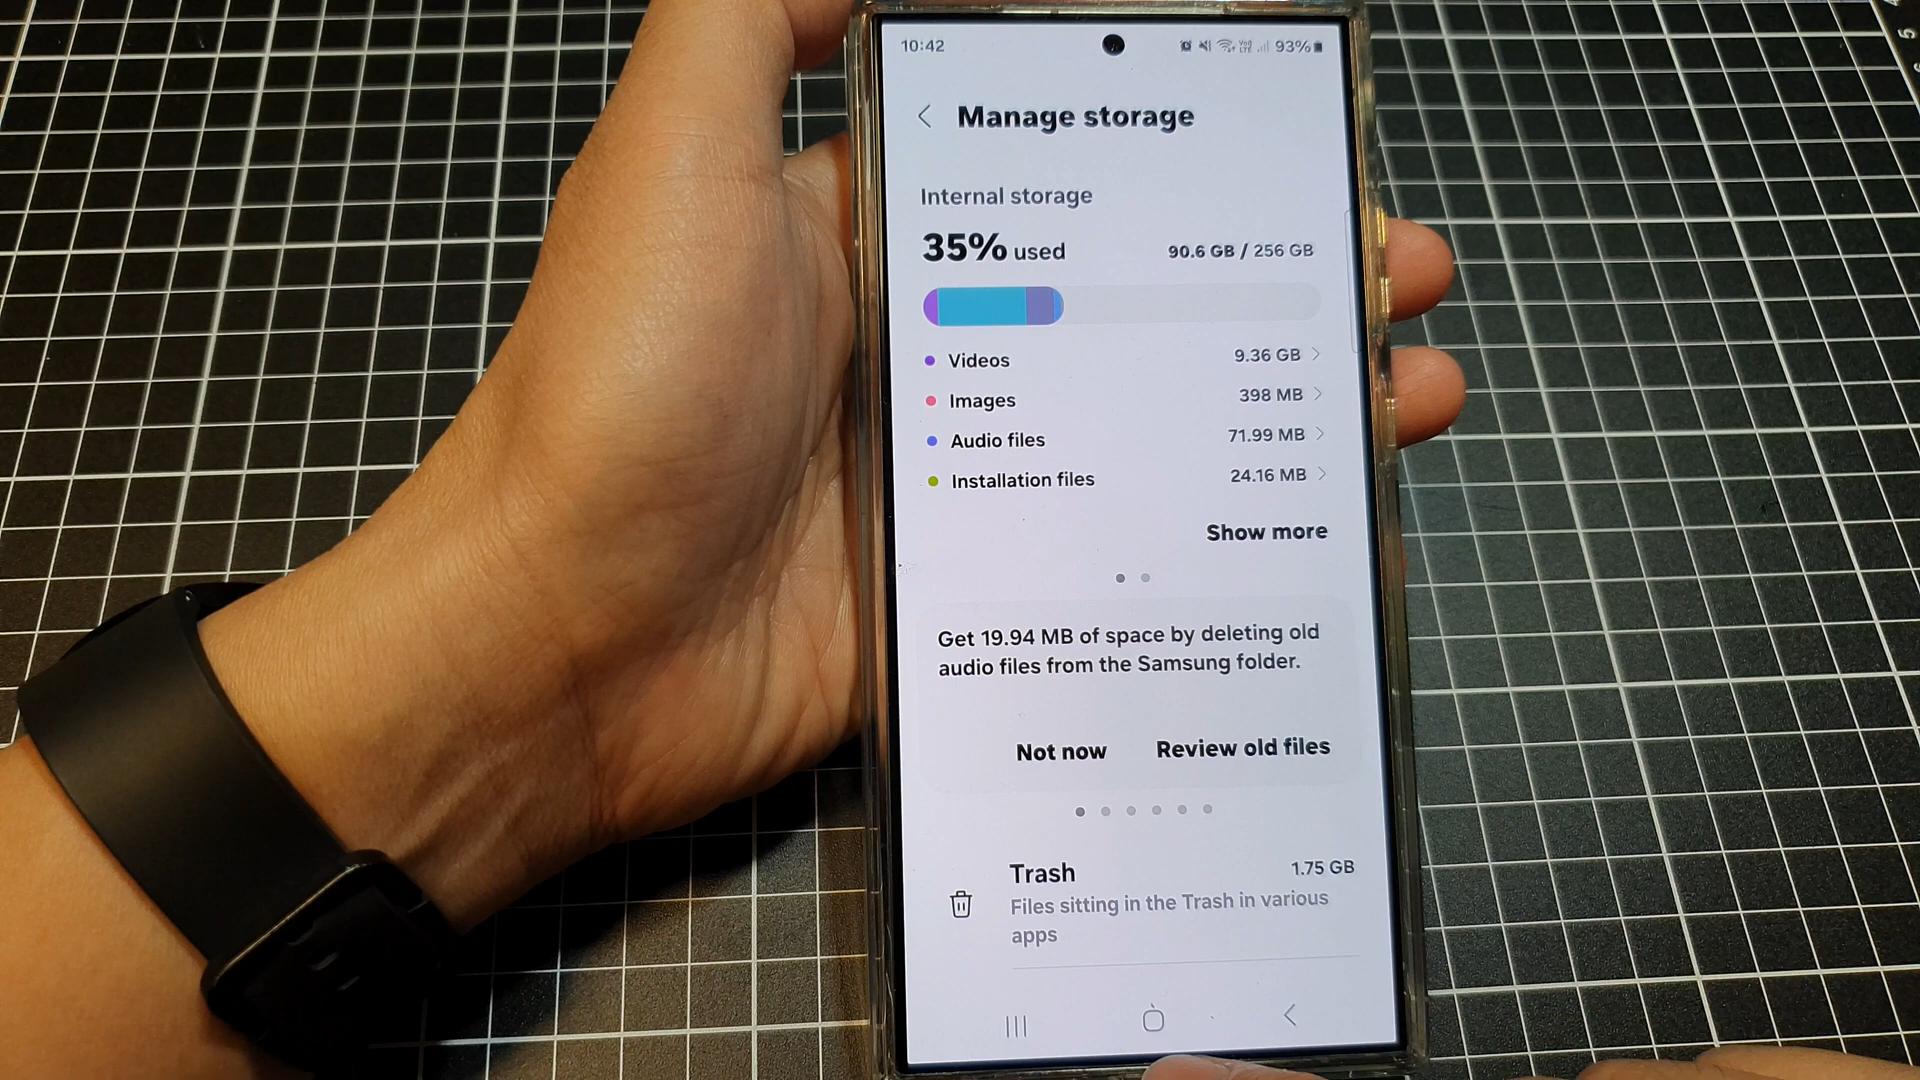 10:42
93%
Manage storage
Internal storage
35% used 90.6 GB / 256 GB
Videos 9.36 GB
Images 398 MB
Audio files 71.99 MB
Installation files 24.16 MB
Show more
Get 19.94 MB of space by deleting old
audio files from the Samsung folder.
Not now Review old files
Trash 1.75 GB
Files sitting in the Trash in various
apps
5